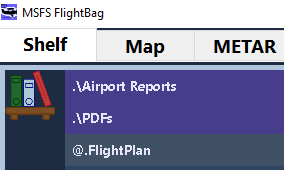 MSFS FlightBag
Shelf Map METAR
.\Airport Reports
.\PDFs
@.FlightPlan